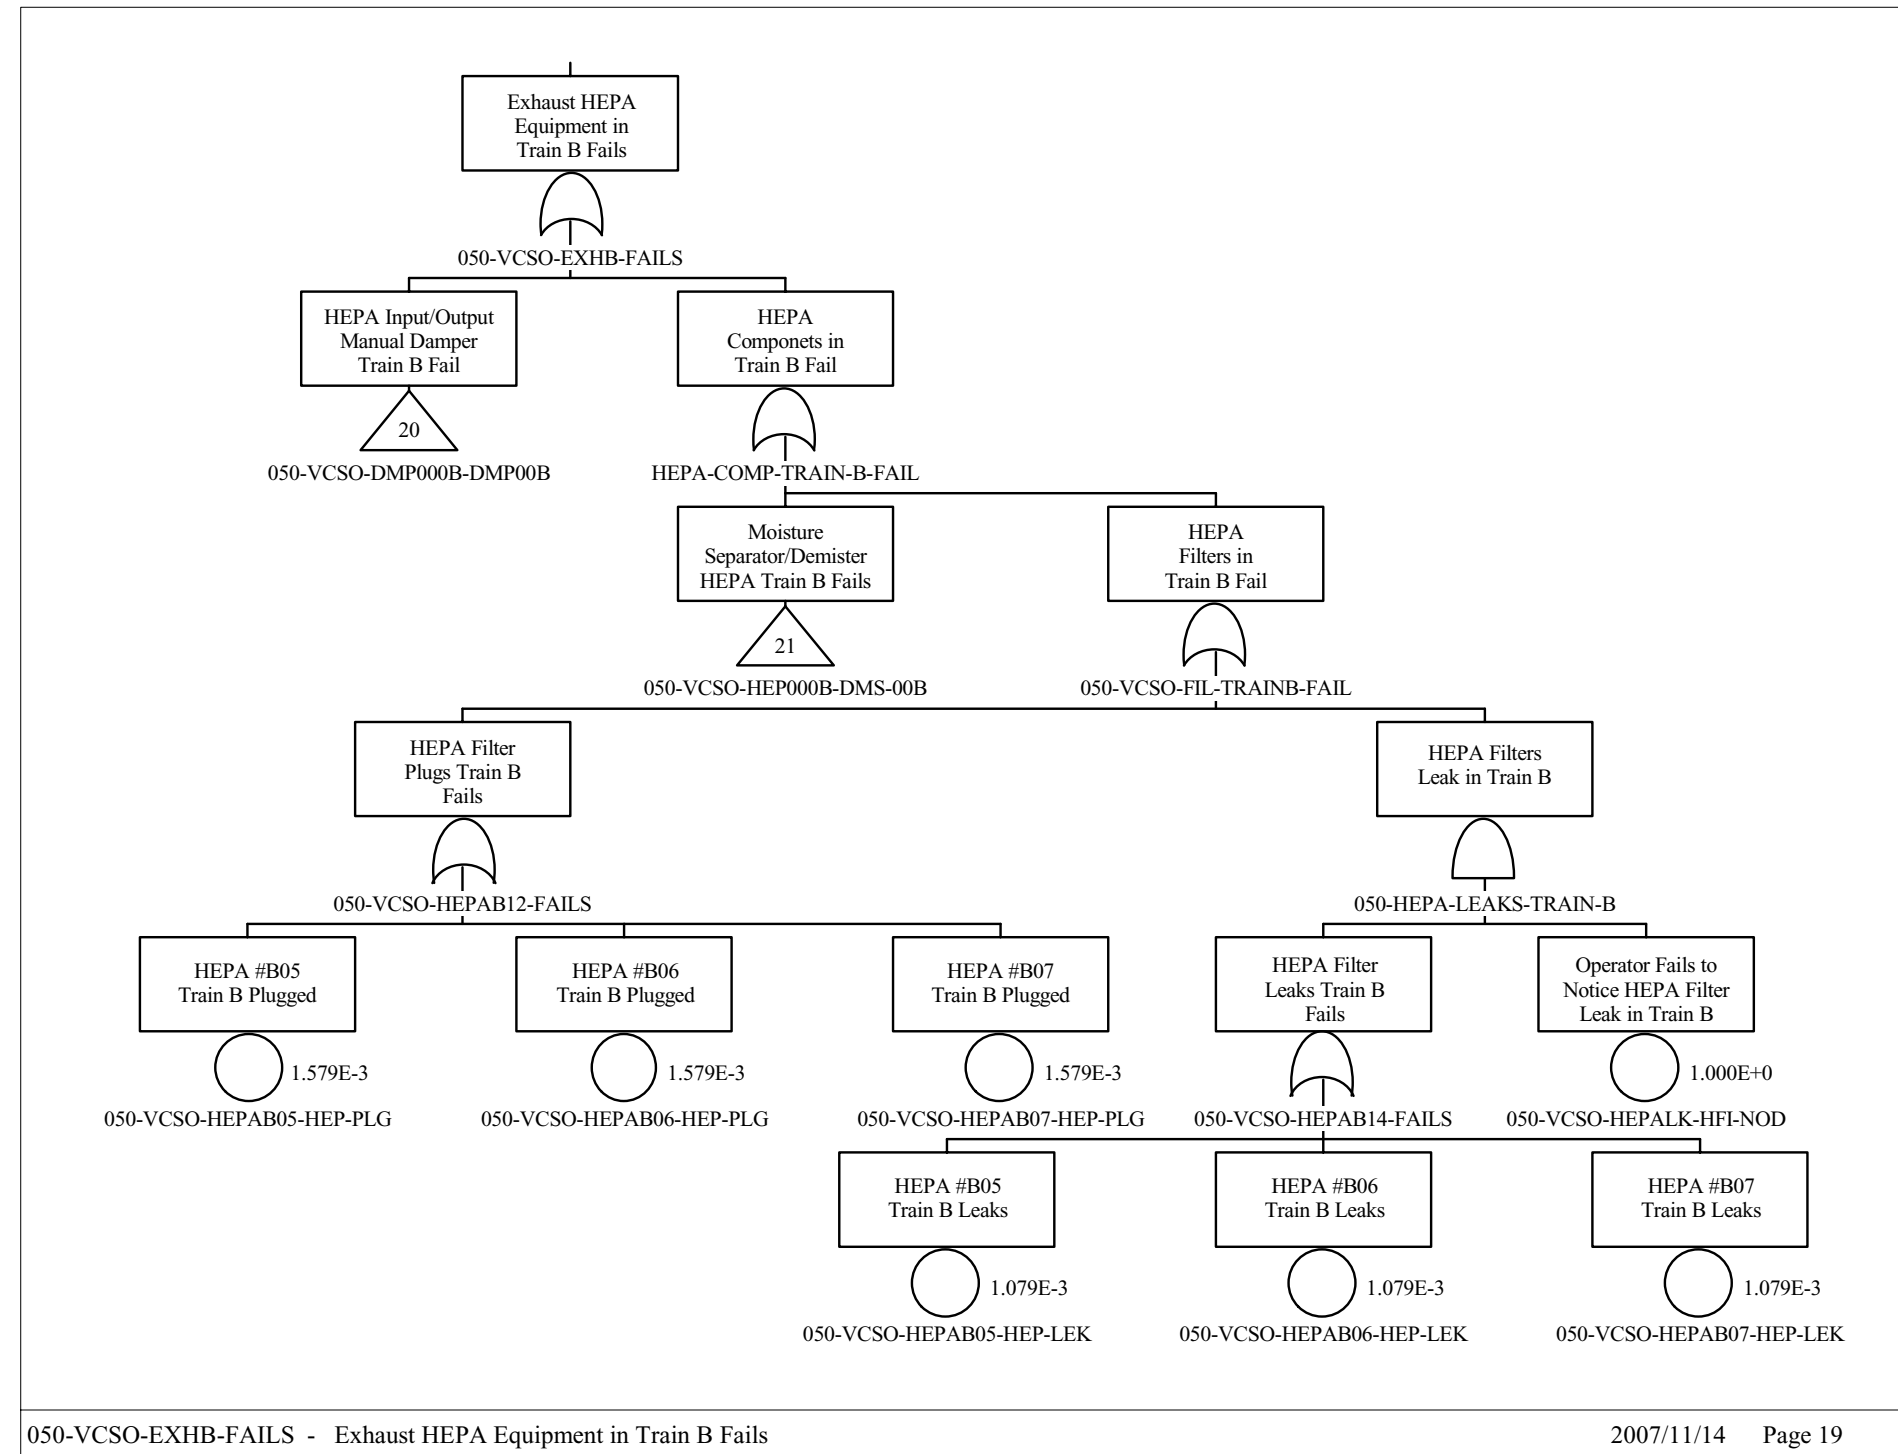 Exhaust HEPA
Equipment in
Train B Fails
050-VCSO-EXHB-FAILS
HEPA Input/Output
Manual Damper
Train B Fail
20
050-VCSO-DMP000B-DMP00B
HEPA
Componets in
Train B Fail
HEPA-COMP-TRAIN-B-FAIL
Moisture
Separator/Demister
HEPA Train B Fails
21
050-VCSO-HEP000B-DMS-00B
HEPA
Filters in
Train B Fail
050-VCSO-FIL-TRAINB-FAIL
HEPA Filter
Plugs Train B
Fails
050-VCSO-HEPAB12-FAILS
HEPA Filters
Leak in Train B
050-HEPA-LEAKS-TRAIN-B
HEPA #B05
Train B Plugged
1.579E-3
050-VCSO-HEPAB05-HEP-PLG
HEPA #B06
Train B Plugged
1.579E-3
050-VCSO-HEPAB06-HEP-PLG
HEPA #B07
Train B Plugged
1.579E-3
050-VCSO-HEPAB07-HEP-PLG
HEPA Filter
Leaks Train B
Fails
050-VCSO-HEPAB14-FAILS
Operator Fails to
Notice HEPA Filter
Leak in Train B
1.000E+0
050-VCSO-HEPALK-HFI-NOD
HEPA #B05
Train B Leaks
1.079E-3
050-VCSO-HEPAB05-HEP-LEK
HEPA #B06
Train B Leaks
1.079E-3
050-VCSO-HEPAB06-HEP-LEK
HEPA #B07
Train B Leaks
1.079E-3
050-VCSO-HEPAB07-HEP-LEK
050-VCSO-EXHB-FAILS - Exhaust HEPA Equipment in Train B Fails 2007/11/14 Page 19